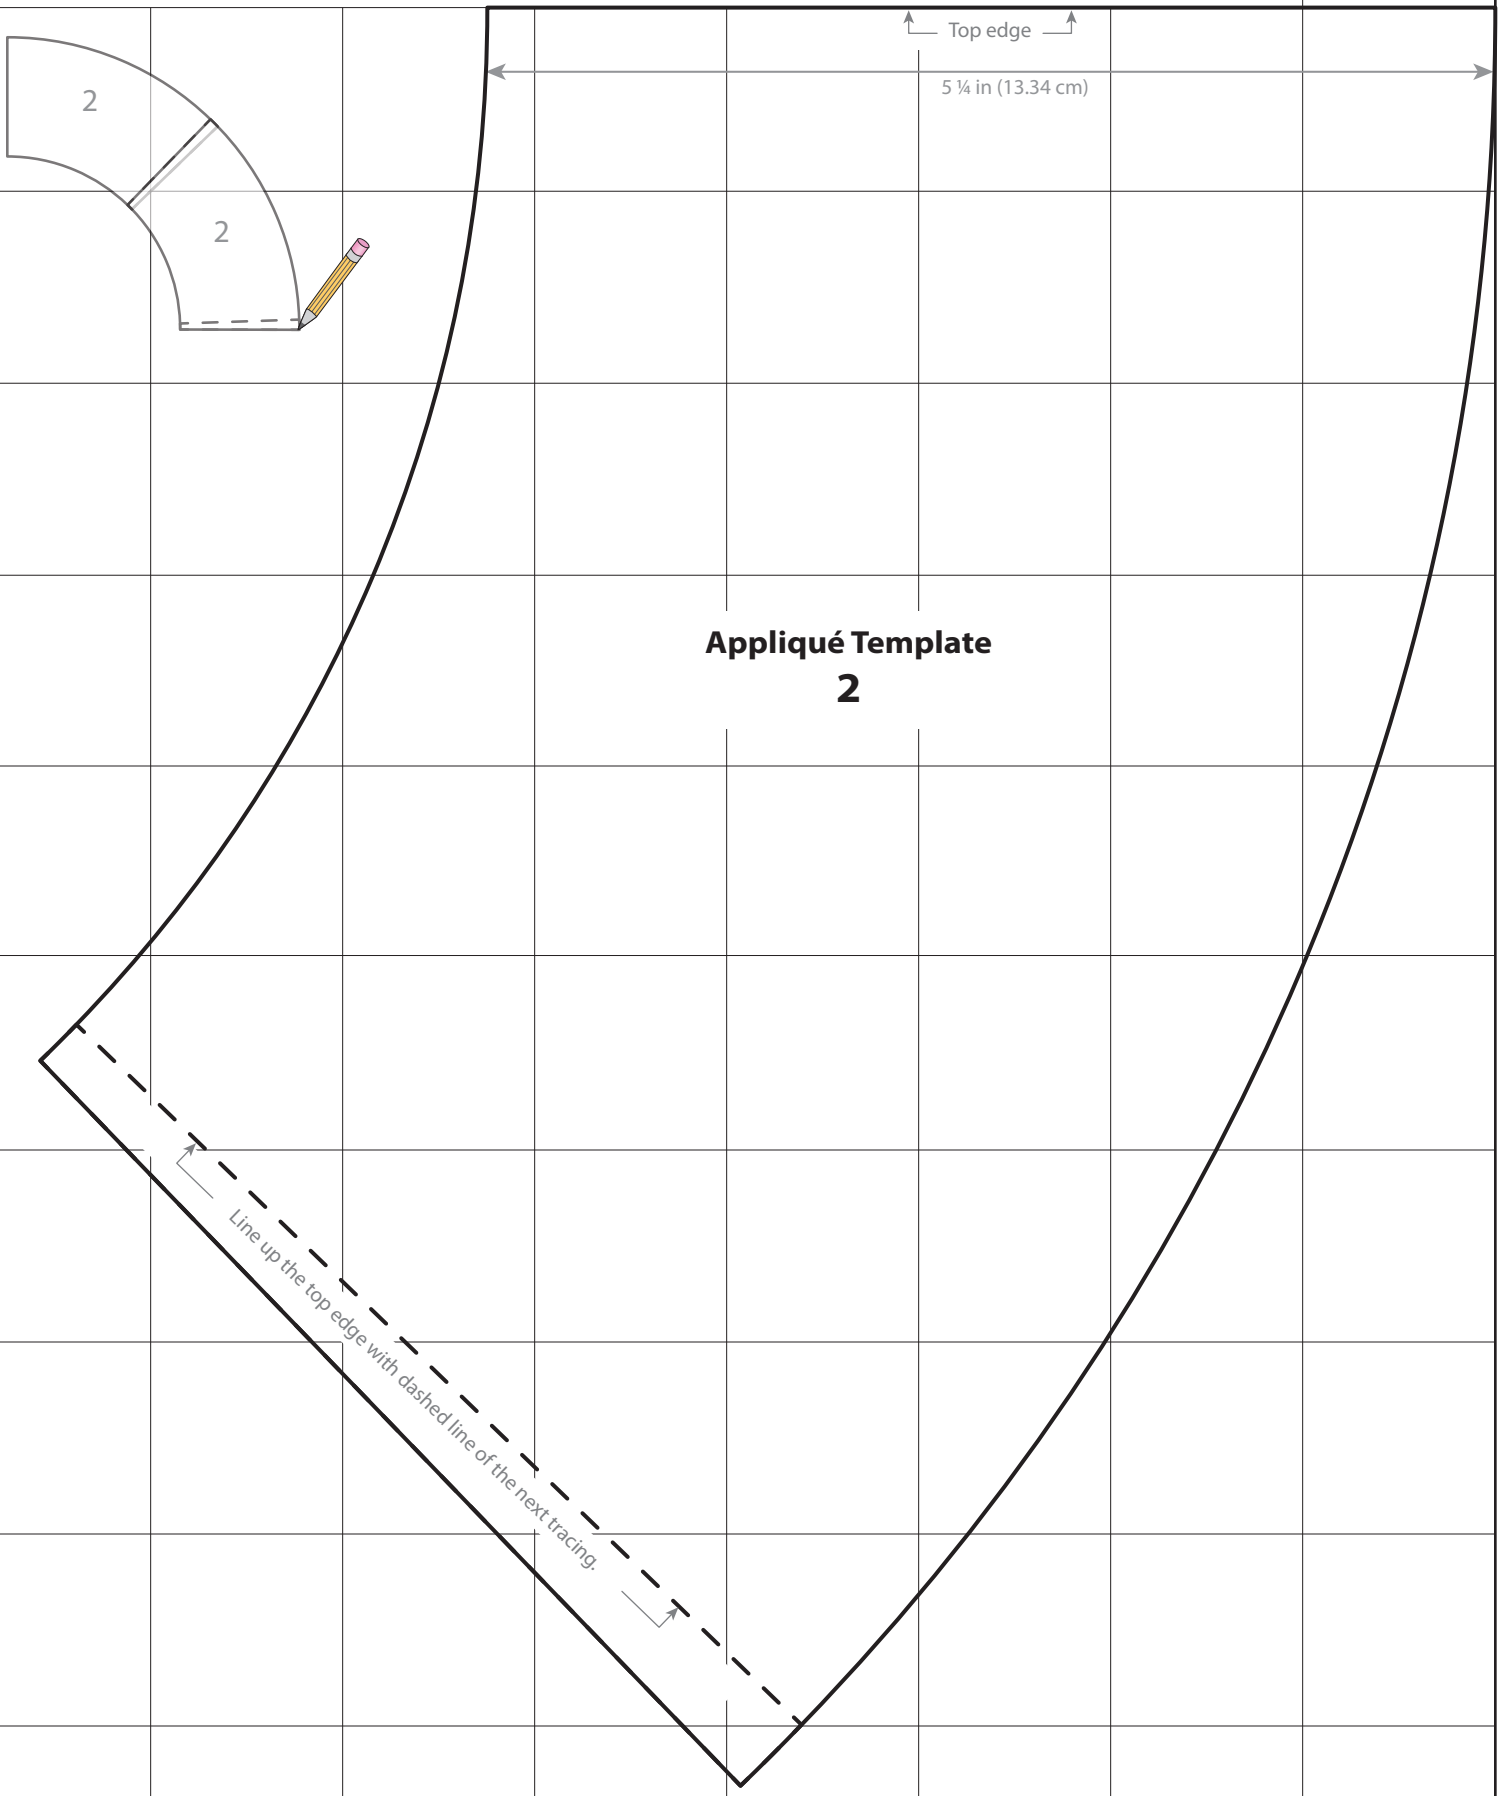 Top edge
5 ¼ in (13.34 cm)
2
2
Appliqué Template
2
Line up the top edge with dashed line of the next tracing.